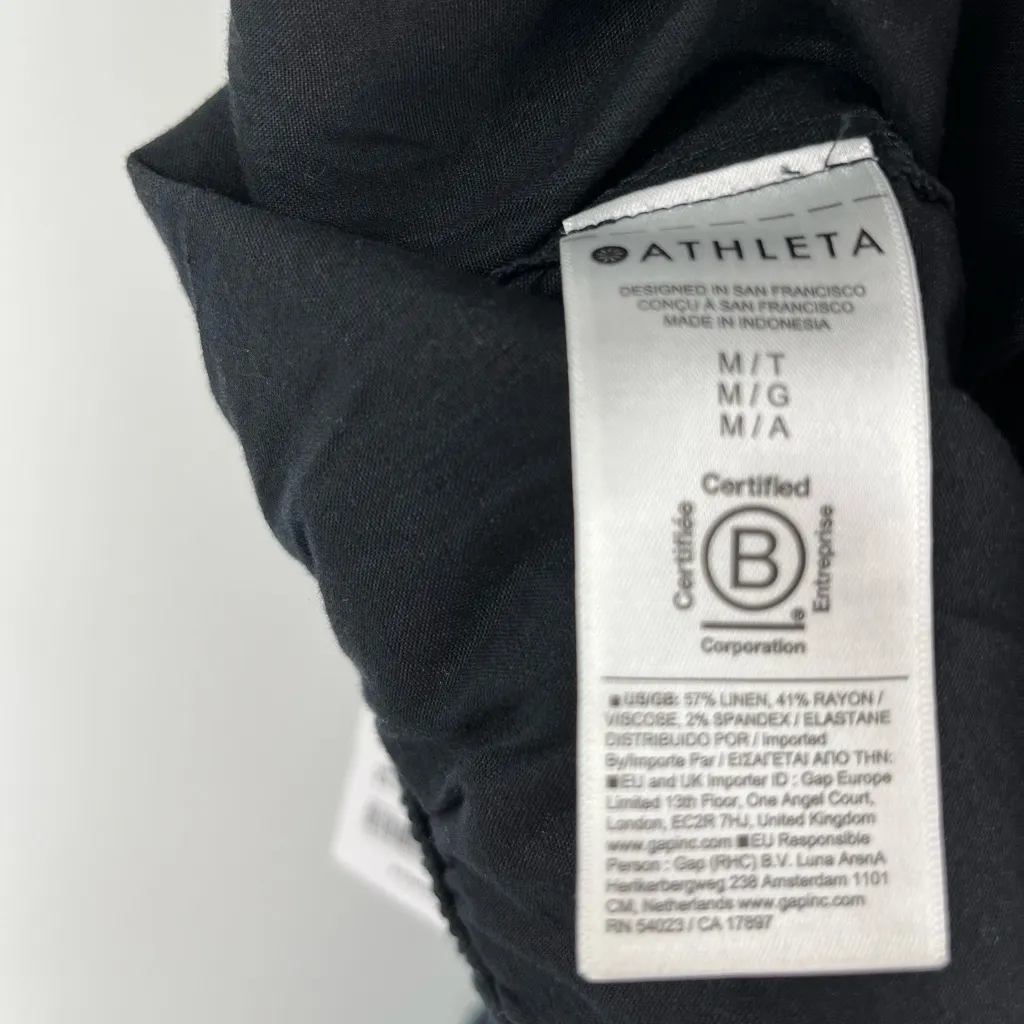 ATHLETA
DESIGNED IN SAN FRANCISCO
CONÇU À SAN FRANCISCO
MADE IN INDONESIA
M/T
M/G
M/A
Certified
Certifiée
B
Entreprise
®
Corporation
US/GB: 57% LINEN, 41% RAYON /
VISCOSE, 2% SPANDEX / ELASTANE
DISTRIBUIDO POR / Imported
By/Importe Par / ΕΙΣΑΓΕΤΑΙ ΑΠΟ ΤΗΝ:
EU and UK Importer ID : Gap Europe
Limited 13th Floor, One Angel Court,
London, EC2R 7HJ, United Kingdom
www.gapinc.com EU Responsible
Person : Gap (RHC) B.V. Luna ArenA
Herikerbergweg 238 Amsterdam 1101
CM, Netherlands www.gapinc.com
RN 54023 / CA 17897